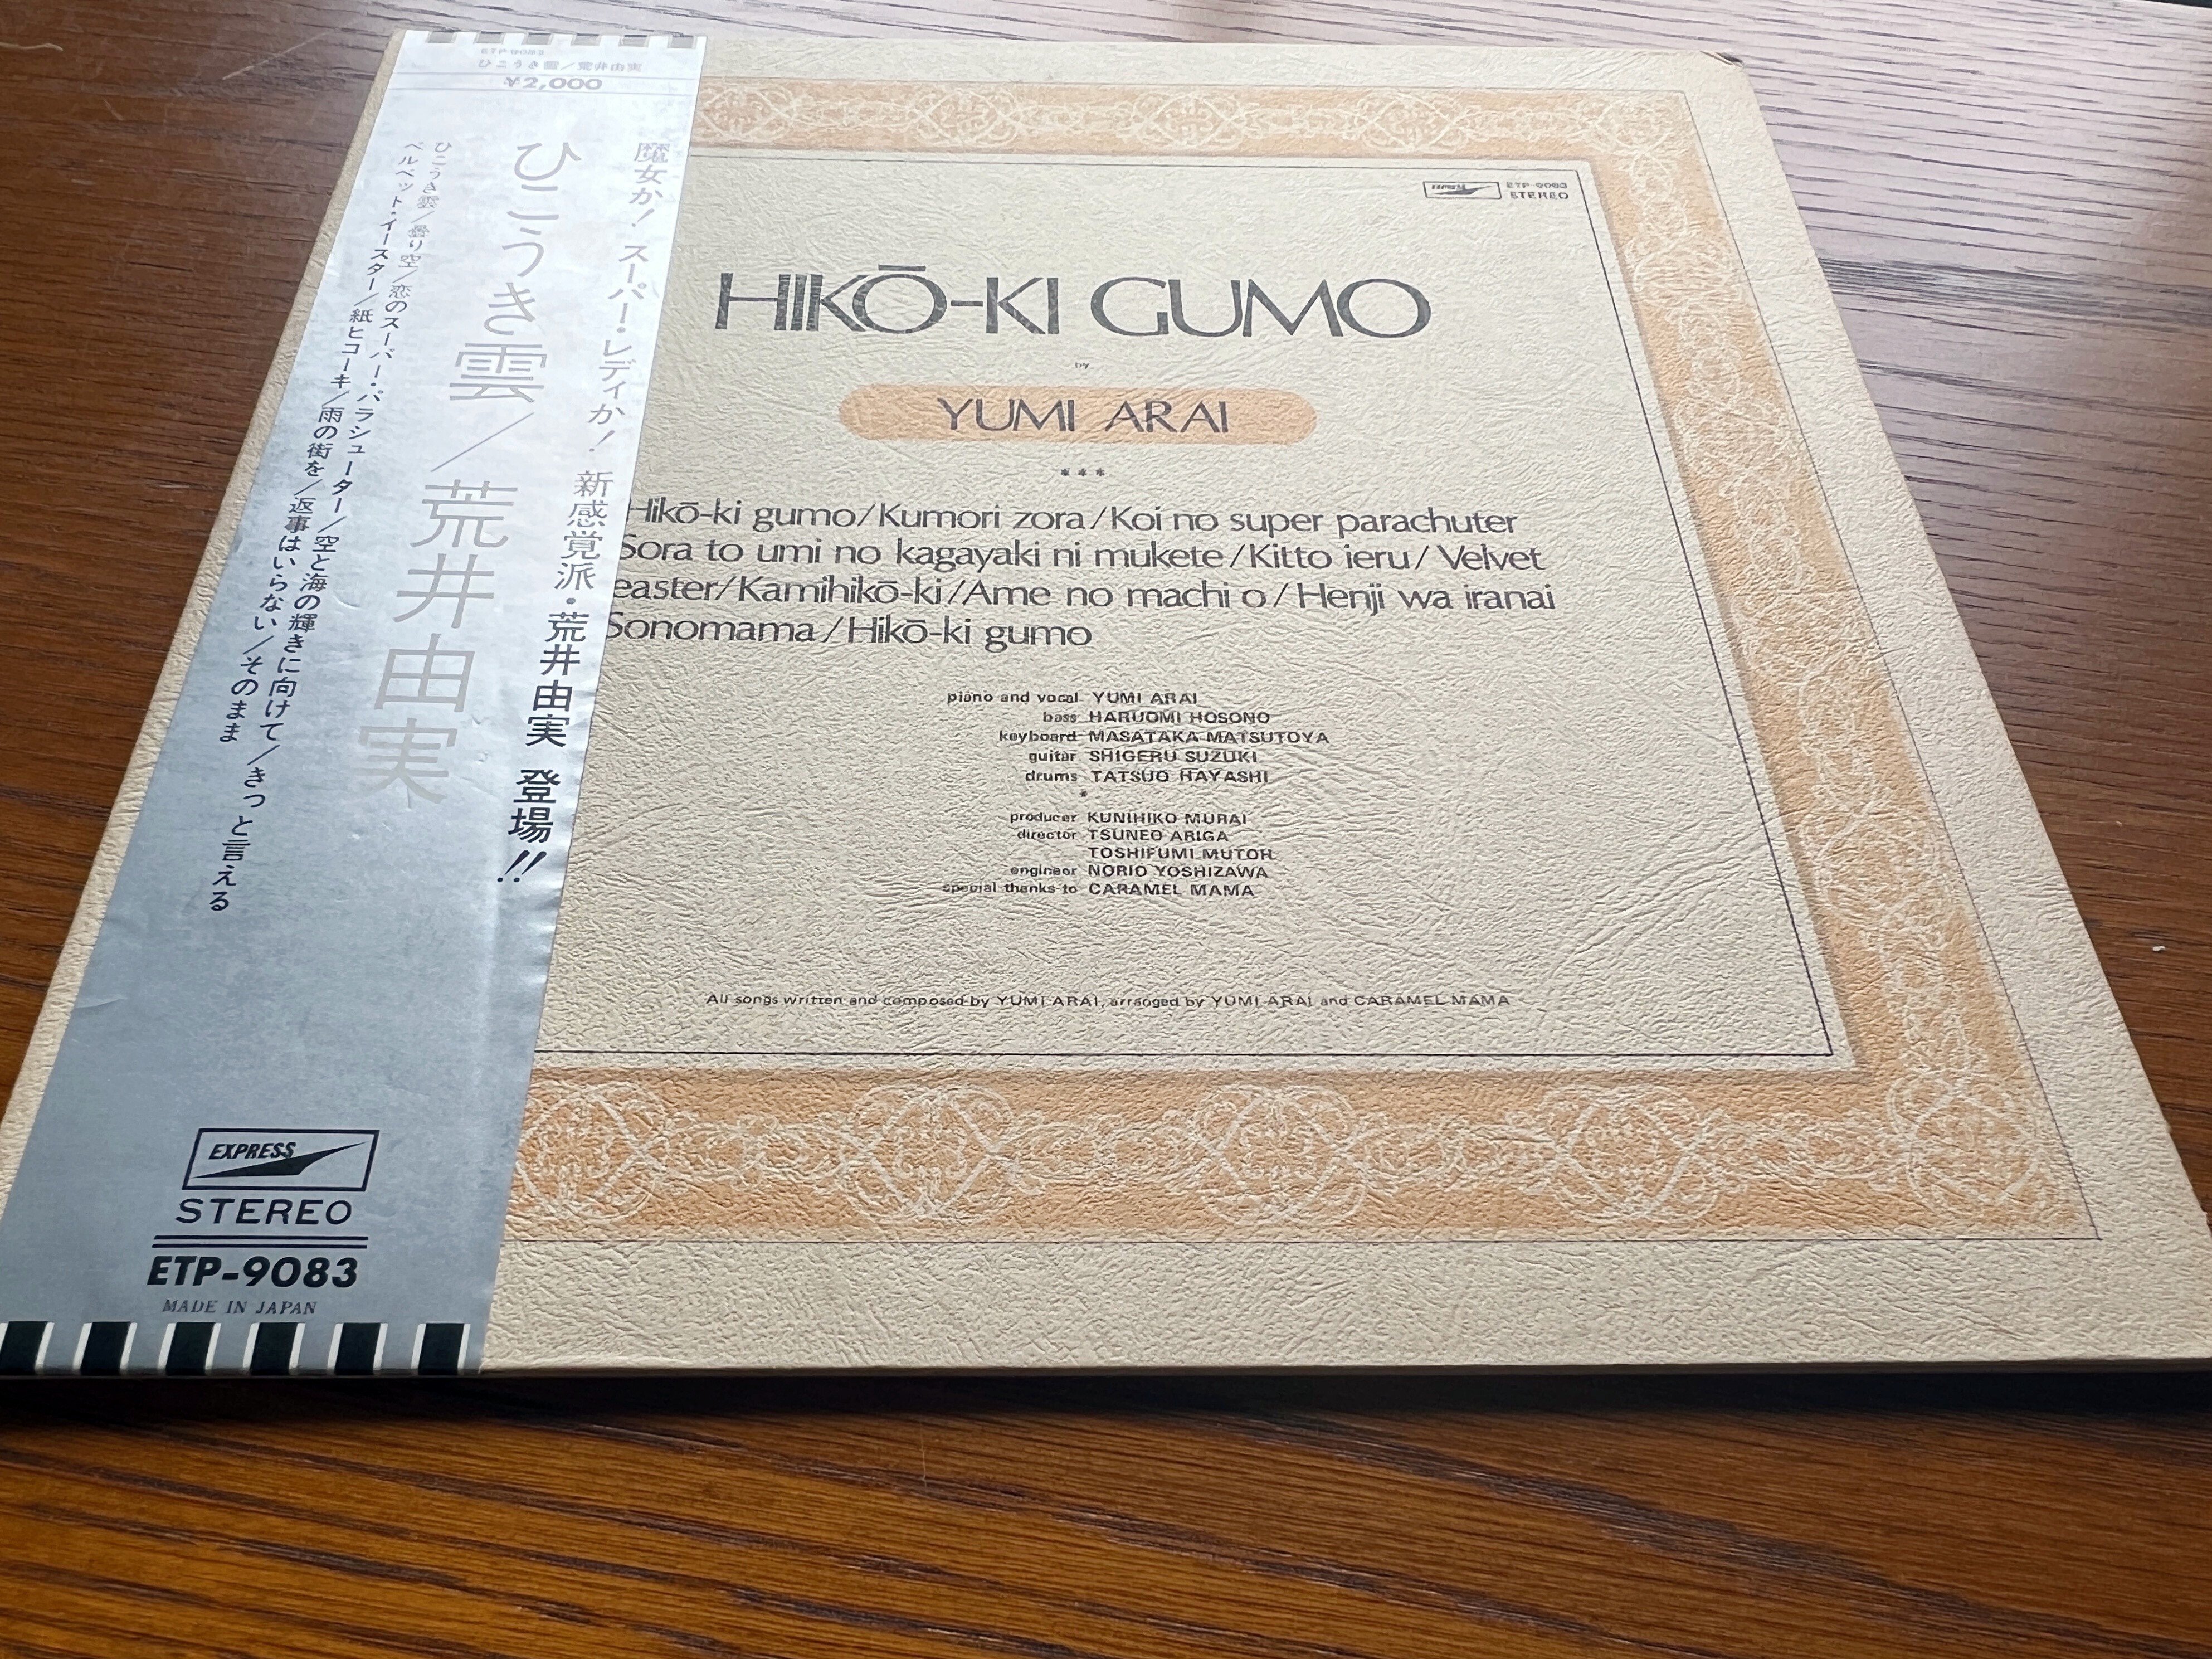 ETP-9083
ひこうき雲/荒井由実
¥2,000
魔女か! スーパー・レディか! 新感覚派・荒井由実 登場!!
ひこうき雲/荒井由実
ひこうき雲/曇り空/恋のスーパー・パラシューター/空と海の輝きに向けて/きっと言える
ベルベット・イースター/紙ヒコーキ/雨の街を/返事はいらない/そのまま
EXPRESS
STEREO
ETP-9083
MADE IN JAPAN
ETP-9083
STEREO
HIKŌ-KI GUMO
by
YUMI ARAI
***
Hikō-ki gumo/Kumori zora/Koi no super parachuter
Sora to umi no kagayaki ni mukete/Kitto ieru/Velvet
easter/Kamihikō-ki/Ame no machi o/Henji wa iranai
Sonomama/Hikō-ki gumo
piano and vocal YUMI ARAI
bass HARUOMI HOSONO
keyboard MASATAKA MATSUTOYA
guitar SHIGERU SUZUKI
drums TATSUO HAYASHI
*
producer KUNIHIKO MURAI
director TSUNEO ARIGA
TOSHIFUMI MUTOH
engineer NORIO YOSHIZAWA
special thanks to CARAMEL MAMA
All songs written and composed by YUMI ARAI, arranged by YUMI ARAI and CARAMEL MAMA